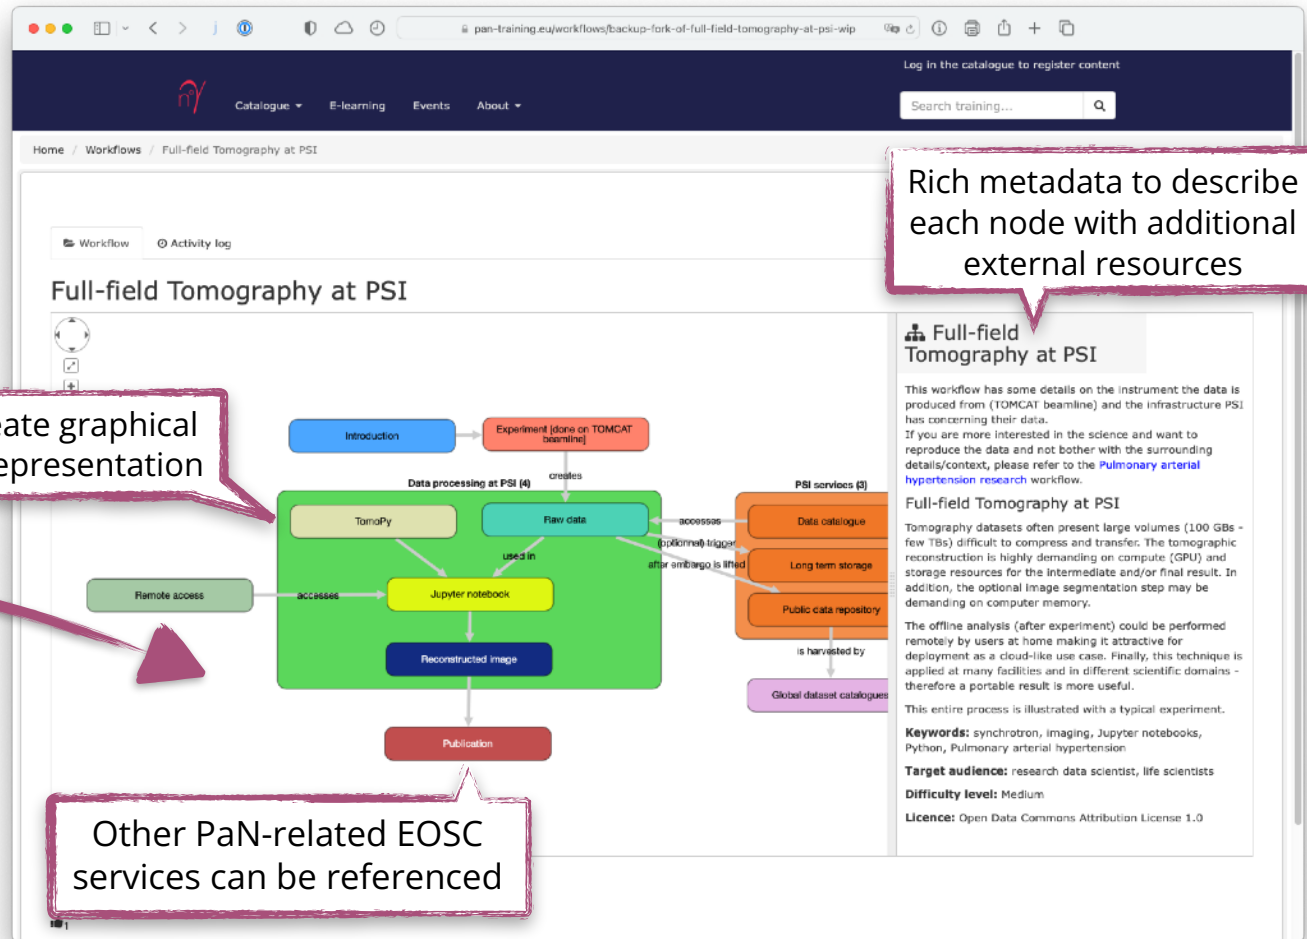 pan-training.eu/workflows/backup-fork-of-full-field-tomography-at-psi-wip
Log in the catalogue to register content
Catalogue E-learning Events About
Search training...
Home / Workflows / Full-field Tomography at PSI
Rich metadata to describe
each node with additional
external resources
Workflow Activity log
Full-field Tomography at PSI
eate graphical
epresentation
Introduction
Experiment [done on TOMCAT
beamline]
creates
Data processing at PSI (4)
PSI services (3)
TomoPy
Raw data
accesses
Data catalogue
(optionnal) trigger
used in
after embargo is lifted
Long term storage
Remote access
accesses
Jupyter notebook
Public data repository
Reconstructed image
is harvested by
Global dataset catalogues
Publication
Other PaN-related EOSC
services can be referenced
1
Full-field
Tomography at PSI
This workflow has some details on the instrument the data is
produced from (TOMCAT beamline) and the infrastructure PSI
has concerning their data.
If you are more interested in the science and want to
reproduce the data and not bother with the surrounding
details/context, please refer to the Pulmonary arterial
hypertension research workflow.
Full-field Tomography at PSI
Tomography datasets often present large volumes (100 GBs -
few TBs) difficult to compress and transfer. The tomographic
reconstruction is highly demanding on compute (GPU) and
storage resources for the intermediate and/or final result. In
addition, the optional image segmentation step may be
demanding on computer memory.
The offline analysis (after experiment) could be performed
remotely by users at home making it attractive for
deployment as a cloud-like use case. Finally, this technique is
applied at many facilities and in different scientific domains -
therefore a portable result is more useful.
This entire process is illustrated with a typical experiment.
Keywords: synchrotron, imaging, Jupyter notebooks,
Python, Pulmonary arterial hypertension
Target audience: research data scientist, life scientists
Difficulty level: Medium
Licence: Open Data Commons Attribution License 1.0